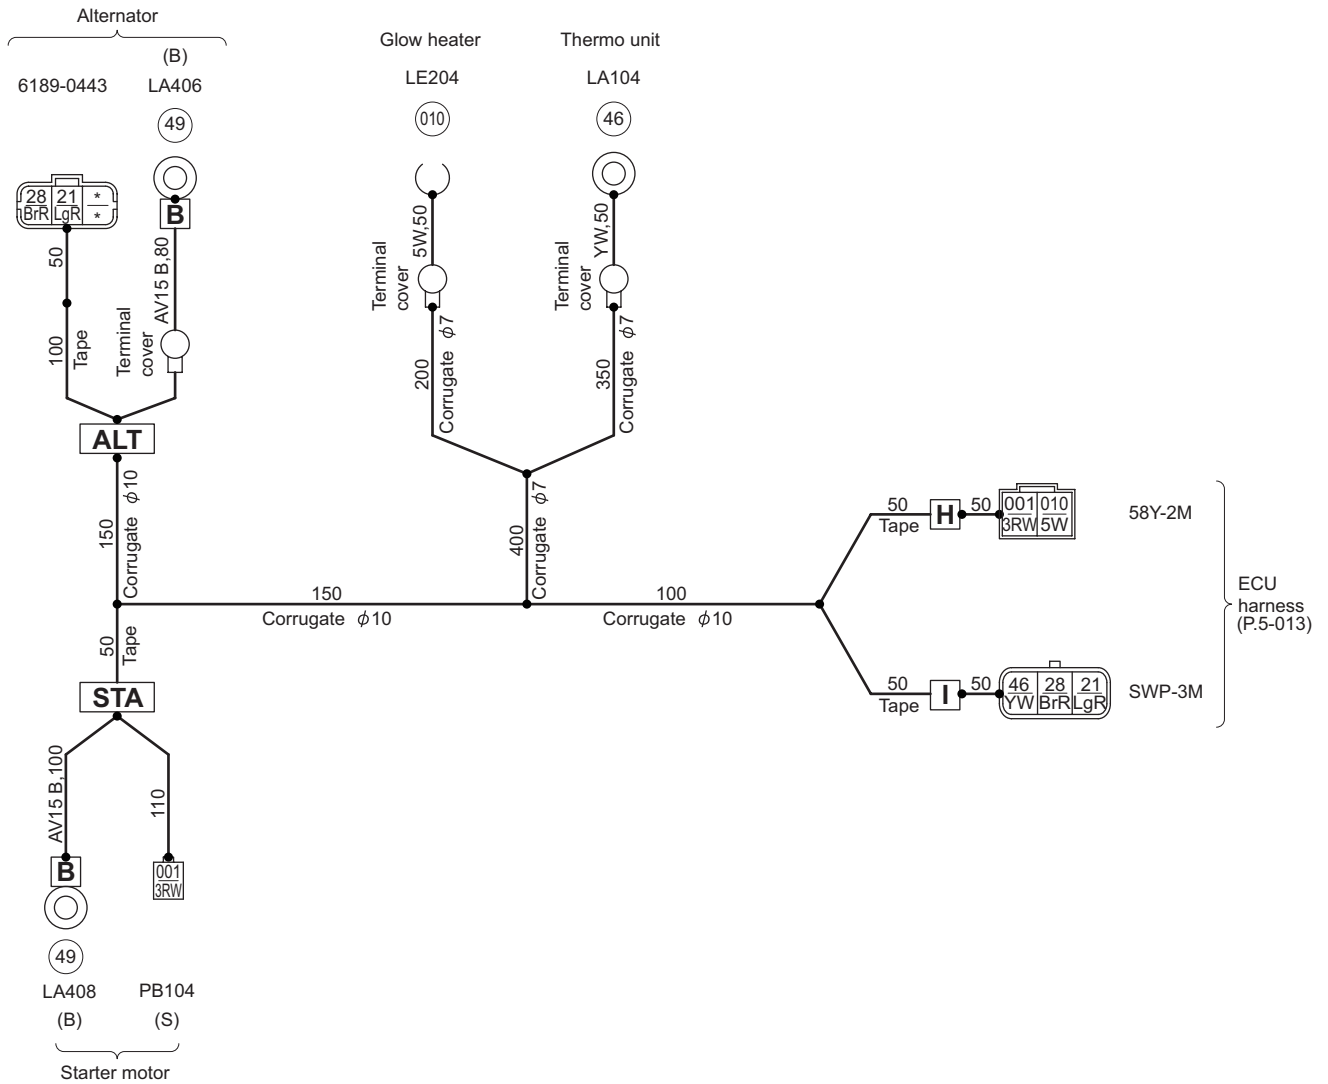 Alternator
(B)
6189-0443
LA406
49
28
BrR
21
LgR
*
*
B
50
100
Tape
AV15 B,80
Terminal
cover
ALT
150
Corrugate φ10
50
Tape
STA
AV15 B,100
110
B
001
3RW
49
LA408
PB104
(B)
(S)
Starter motor
Glow heater
LE204
010
5W,50
Terminal
cover
200
Corrugate φ7
Thermo unit
LA104
46
YW,50
Terminal
cover
350
Corrugate φ7
400
Corrugate φ7
150
Corrugate φ10
100
Corrugate φ10
50
Tape
H
50
001
3RW
010
5W
58Y-2M
50
Tape
I
50
46
YW
28
BrR
21
LgR
SWP-3M
ECU
harness
(P.5-013)